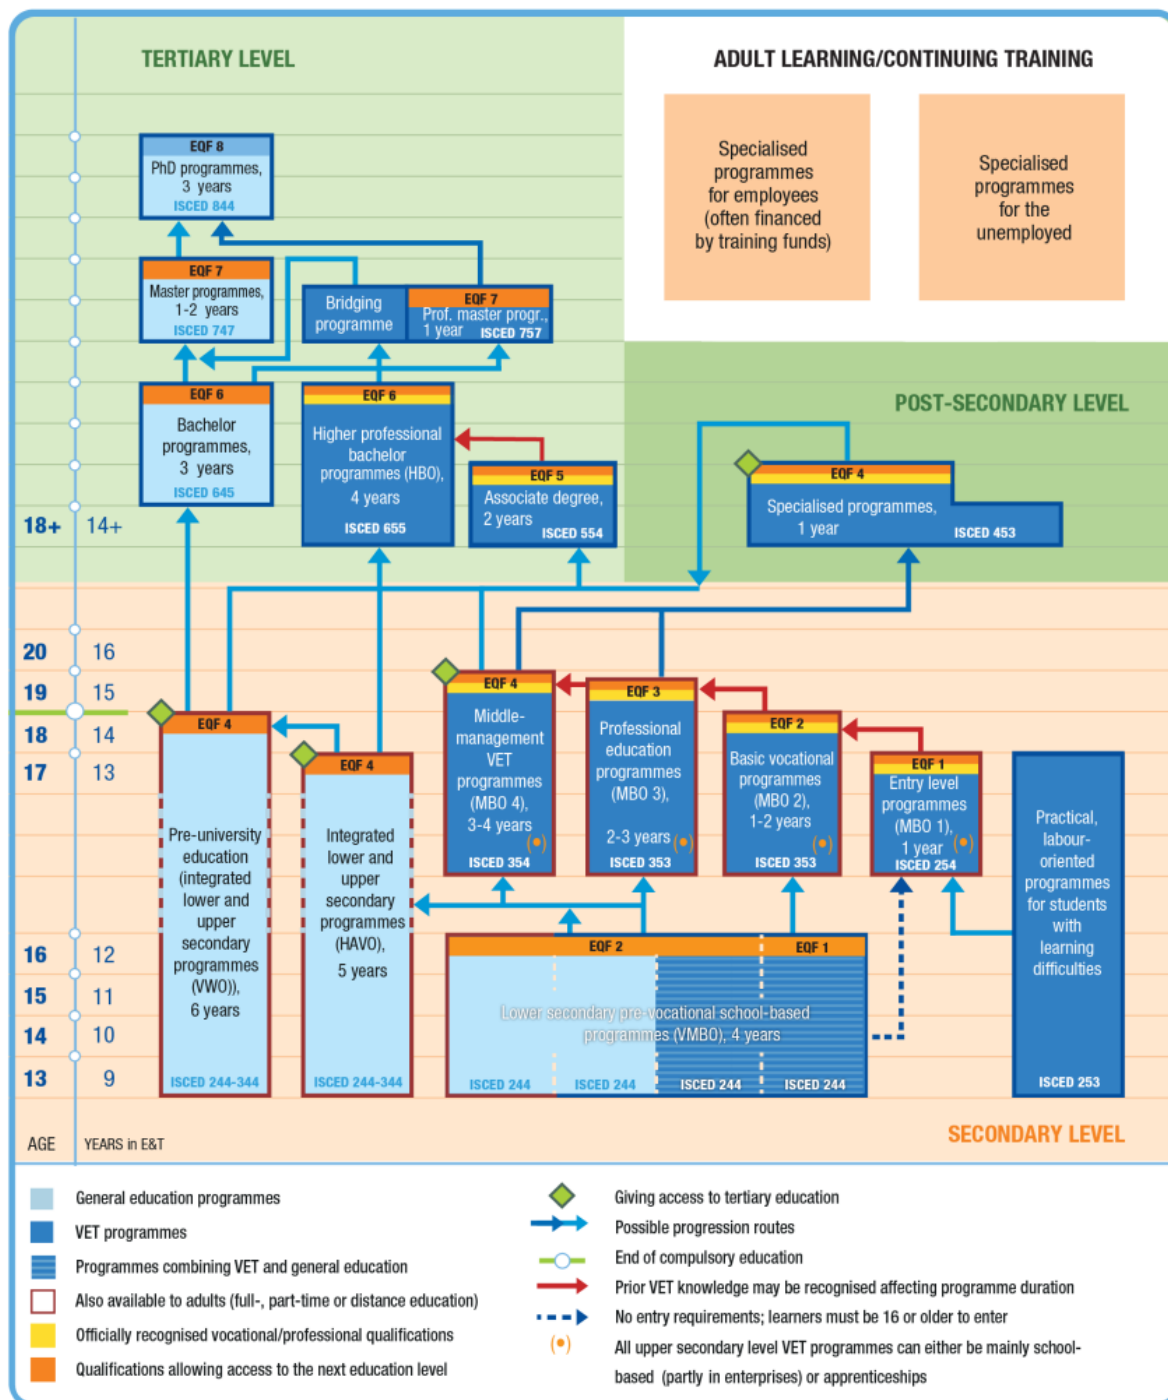 TERTIARY LEVEL
ADULT LEARNING/CONTINUING TRAINING
Specialised
programmes
for employees
(often financed
by training funds)
Specialised
programmes
for the
unemployed
EQF 8
PhD programmes,
3 years
ISCED 844
EQF 7
Master programmes,
1-2 years
ISCED 747
Bridging
programme
EQF 7
Prof. master progr.,
1 year ISCED 757
POST-SECONDARY LEVEL
EQF 6
Bachelor
programmes,
3 years
ISCED 645
EQF 6
Higher professional
bachelor
programmes (HBO),
4 years
ISCED 655
EQF 5
Associate degree,
2 years
ISCED 554
EQF 4
Specialised programmes,
1 year
ISCED 453
18+ 14+
20 16
19 15
18 14
17 13
16 12
15 11
14 10
13 9
AGE YEARS in E&T
EQF 4
Pre-university
education
(integrated
lower and
upper
secondary
programmes
(VWO)),
6 years
ISCED 244-344
EQF 4
Integrated
lower and
upper
secondary
programmes
(HAVO),
5 years
ISCED 244-344
EQF 4
Middle-
management
VET
programmes
(MBO 4),
3-4 years
ISCED 354
EQF 3
Professional
education
programmes
(MBO 3),
2-3 years
ISCED 353
EQF 2
Basic vocational
programmes
(MBO 2),
1-2 years
ISCED 353
EQF 1
Entry level
programmes
(MBO 1),
1 year
ISCED 254
Practical,
labour-
oriented
programmes
for students
with
learning
difficulties
ISCED 253
EQF 2 EQF 1
Lower secondary pre-vocational school-based
programmes (VMBO), 4 years
ISCED 244 ISCED 244 ISCED 244 ISCED 244
SECONDARY LEVEL
General education programmes
VET programmes
Programmes combining VET and general education
Also available to adults (full-, part-time or distance education)
Officially recognised vocational/professional qualifications
Qualifications allowing access to the next education level
Giving access to tertiary education
Possible progression routes
End of compulsory education
Prior VET knowledge may be recognised affecting programme duration
No entry requirements; learners must be 16 or older to enter
All upper secondary level VET programmes can either be mainly school-
based (partly in enterprises) or apprenticeships